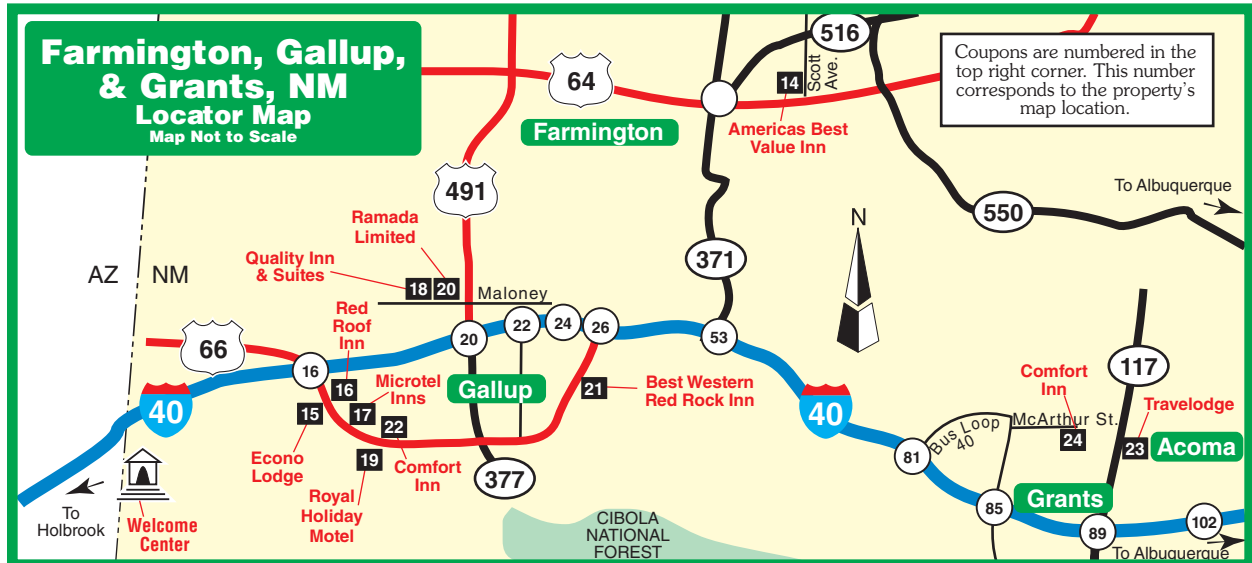 Farmington, Gallup,
& Grants, NM
Locator Map
Map Not to Scale
Coupons are numbered in the
top right corner. This number
corresponds to the property's
map location.
516
64
14
Scott
Ave.
Farmington
Americas Best
Value Inn
491
550
To Albuquerque
Ramada
Limited
N
371
Quality Inn
& Suites
AZ
NM
18
20
Maloney
Red
Roof
Inn
66
20
22
24
26
53
117
16
16
Microtel
Inns
Gallup
21
Best Western
Red Rock Inn
Comfort
Inn
40
15
17
22
40
McArthur St.
Travelodge
Bus Loop
40
24
23
Acoma
81
Econo
Lodge
19
Comfort
Inn
377
Royal
Holiday
Motel
To
Holbrook
Welcome
Center
Grants
85
89
102
CIBOLA
NATIONAL
FOREST
To Albuquerque